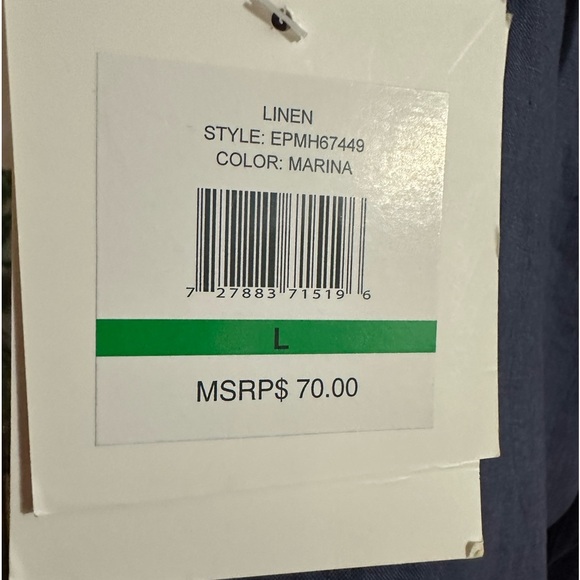 LINEN
STYLE: EPMH67449
COLOR: MARINA
7 27883 71519 6
L
MSRP$ 70.00